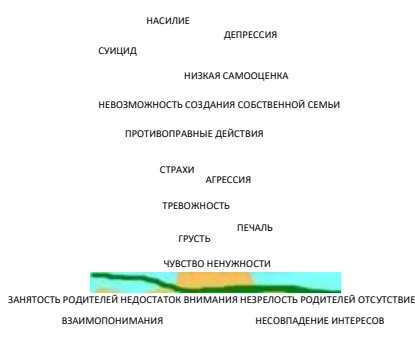 НАСИЛИЕ
ДЕПРЕССИЯ
СУИЦИД
НИЗКАЯ САМООЦЕНКА
НЕВОЗМОЖНОСТЬ СОЗДАНИЯ СОБСТВЕННОЙ СЕМЬИ
ПРОТИВОПРАВНЫЕ ДЕЙСТВИЯ
СТРАХИ
АГРЕССИЯ
ТРЕВОЖНОСТЬ
ПЕЧАЛЬ
ГРУСТЬ
ЧУВСТВО НЕНУЖНОСТИ
ЗАНЯТОСТЬ РОДИТЕЛЕЙ НЕДОСТАТОК ВНИМАНИЯ НЕЗРЕЛОСТЬ РОДИТЕЛЕЙ ОТСУТСТВИЕ
ВЗАИМОПОНИМАНИЯ НЕСОВПАДЕНИЕ ИНТЕРЕСОВ